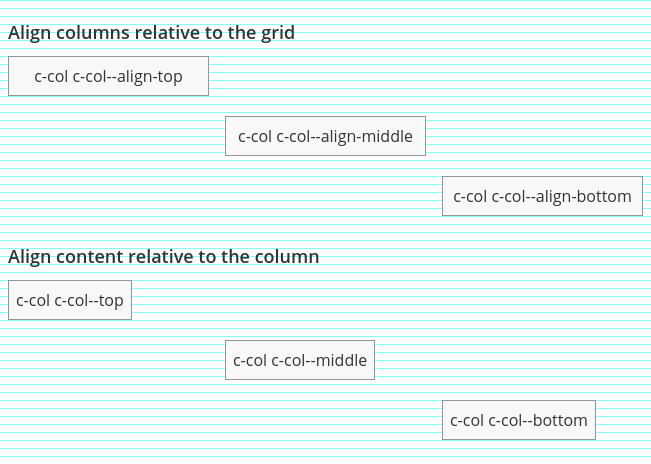 Align columns relative to the grid
c-col c-col--align-top
c-col c-col--align-middle
c-col c-col--align-bottom
Align content relative to the column
c-col c-col--top
c-col c-col--middle
c-col c-col--bottom